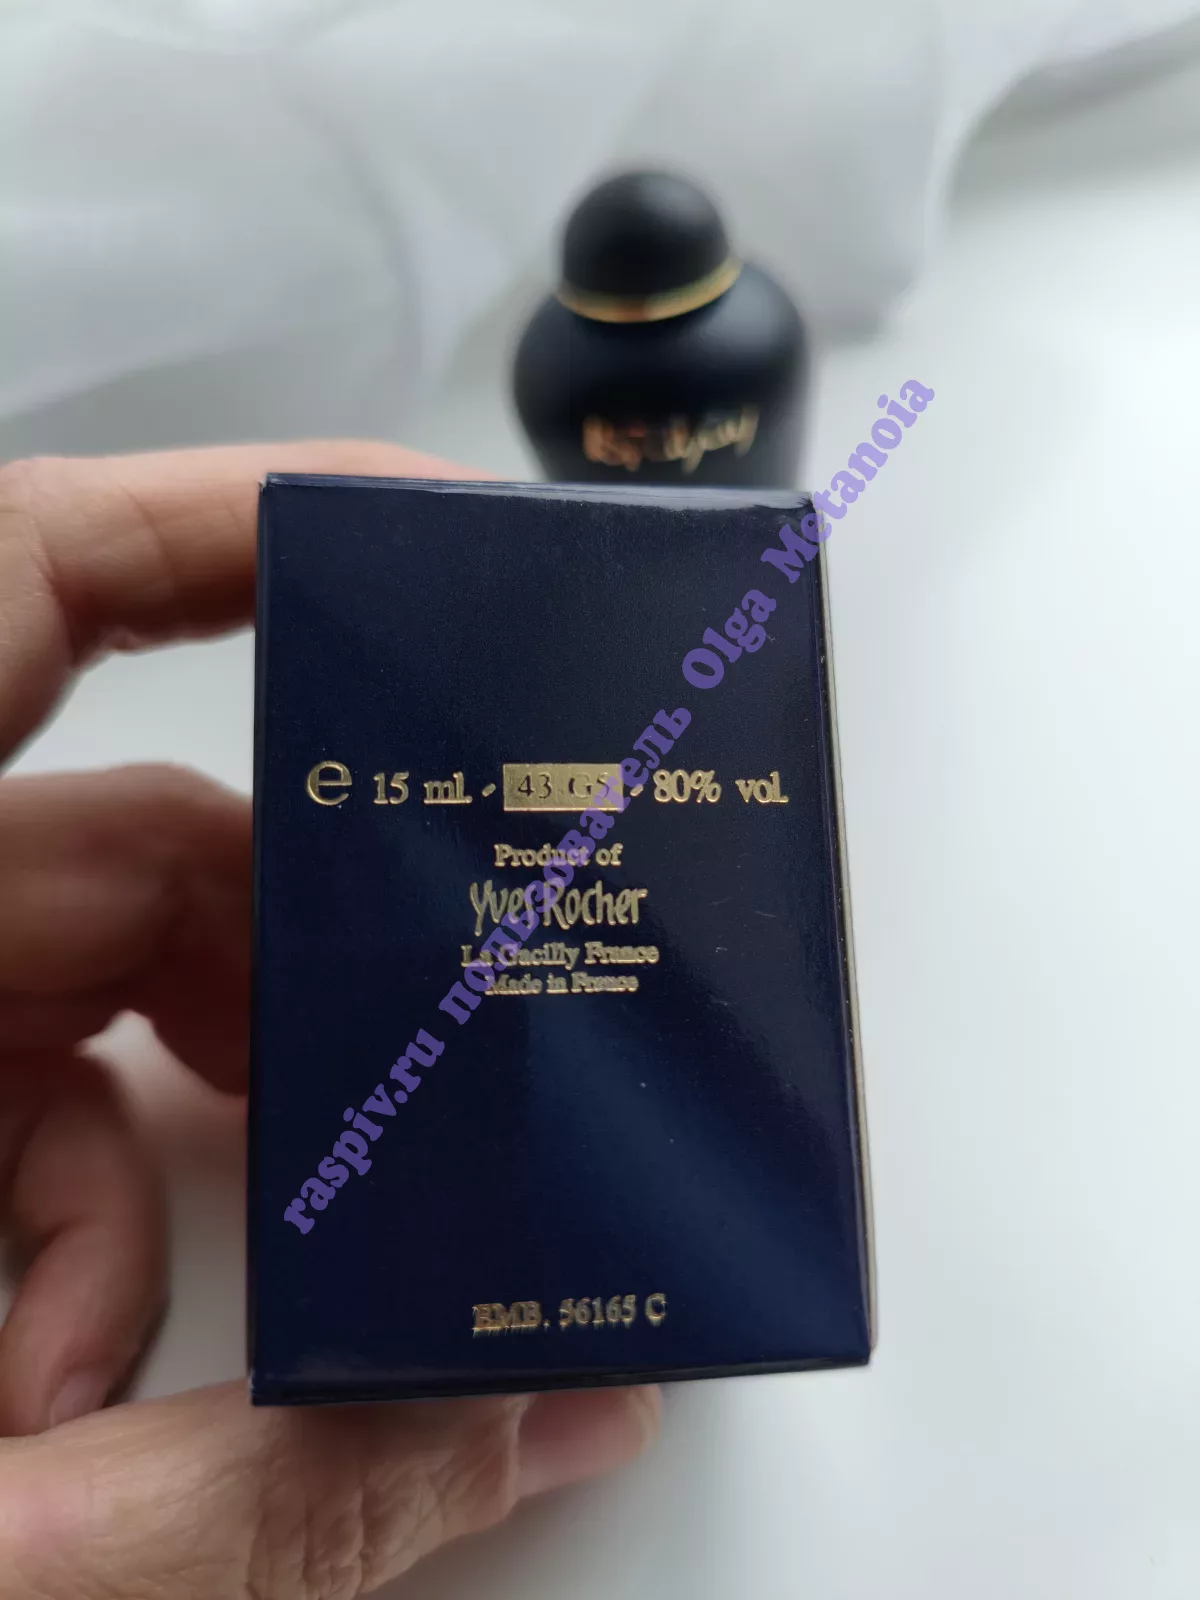 e 15 ml. - 43 GS - 80% vol.
Product of
Yves Rocher
La Gacilly France
Made in France
EMB. 56165 C
raspiv.ru пользователь Olga Metanoia